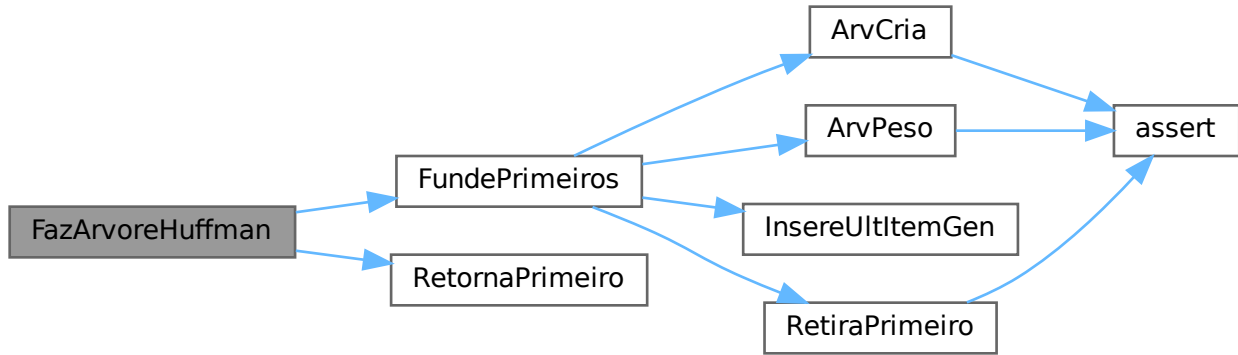 FazArvoreHuffman
FundePrimeiros
RetornaPrimeiro
ArvCria
ArvPeso
InsereUltItemGen
RetiraPrimeiro
assert